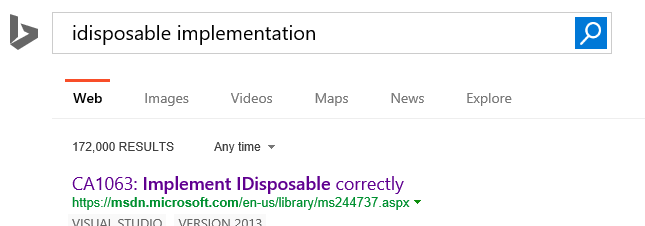 idisposable implementation
Web Images Videos Maps News Explore
172,000 RESULTS Any time
CA1063: Implement IDisposable correctly
https://msdn.microsoft.com/en-us/library/ms244737.aspx
VISUAL STUDIO VERSION 2013